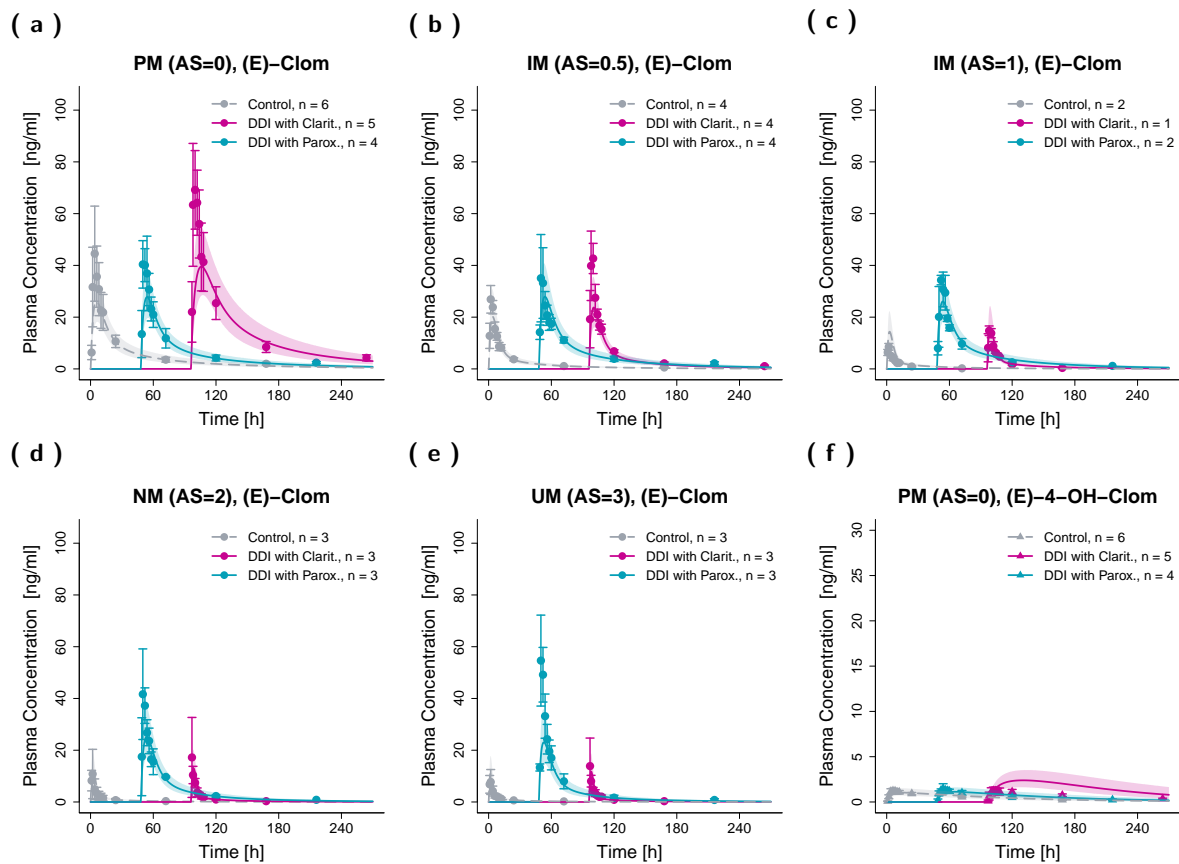 ( a )
PM (AS=0), (E)−Clom
Control, n = 6
DDI with Clarit., n = 5
DDI with Parox., n = 4
Plasma Concentration [ng/ml]
100
80
60
40
20
0
0 60 120 180 240
Time [h]
( b )
IM (AS=0.5), (E)−Clom
Control, n = 4
DDI with Clarit., n = 4
DDI with Parox., n = 4
Plasma Concentration [ng/ml]
100
80
60
40
20
0
0 60 120 180 240
Time [h]
( c )
IM (AS=1), (E)−Clom
Control, n = 2
DDI with Clarit., n = 1
DDI with Parox., n = 2
Plasma Concentration [ng/ml]
100
80
60
40
20
0
0 60 120 180 240
Time [h]
( d )
NM (AS=2), (E)−Clom
Control, n = 3
DDI with Clarit., n = 3
DDI with Parox., n = 3
Plasma Concentration [ng/ml]
100
80
60
40
20
0
0 60 120 180 240
Time [h]
( e )
UM (AS=3), (E)−Clom
Control, n = 3
DDI with Clarit., n = 3
DDI with Parox., n = 3
Plasma Concentration [ng/ml]
100
80
60
40
20
0
0 60 120 180 240
Time [h]
( f )
PM (AS=0), (E)−4−OH−Clom
Control, n = 6
DDI with Clarit., n = 5
DDI with Parox., n = 4
Plasma Concentration [ng/ml]
30
25
20
15
10
5
0
0 60 120 180 240
Time [h]